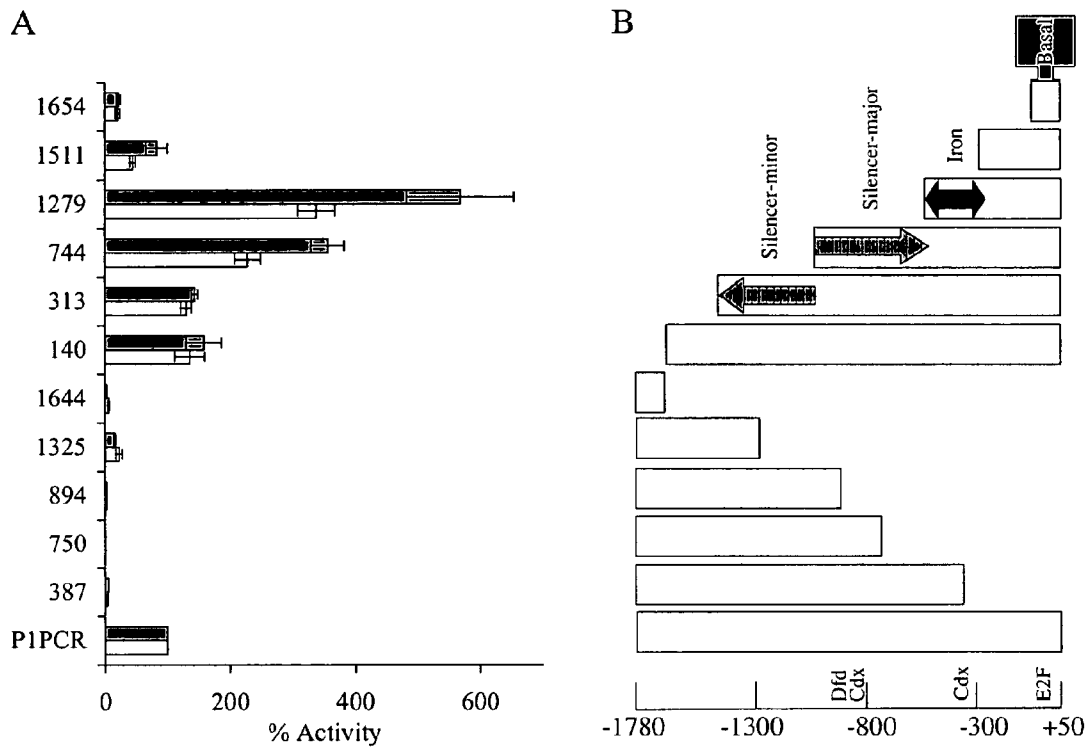 A
1654
1511
1279
744
313
140
1644
1325
894
750
387
P1PCR
0 200 400 600
% Activity
B
Basal
Iron
Silencer-major
Silencer-minor
Dfd
Cdx
Cdx
E2F
-1780 -1300 -800 -300 +50